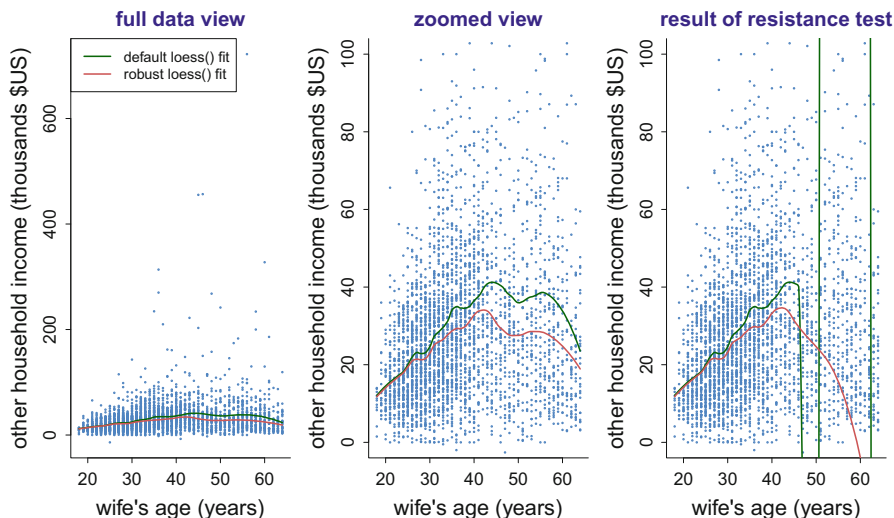 full data view
default loess() fit
robust loess() fit
other household income (thousands $US)
0
200
400
600
20
30
40
50
60
wife's age (years)
zoomed view
other household income (thousands $US)
0
20
40
60
80
100
20
30
40
50
60
wife's age (years)
result of resistance test
other household income (thousands $US)
0
20
40
60
80
100
20
30
40
50
60
wife's age (years)